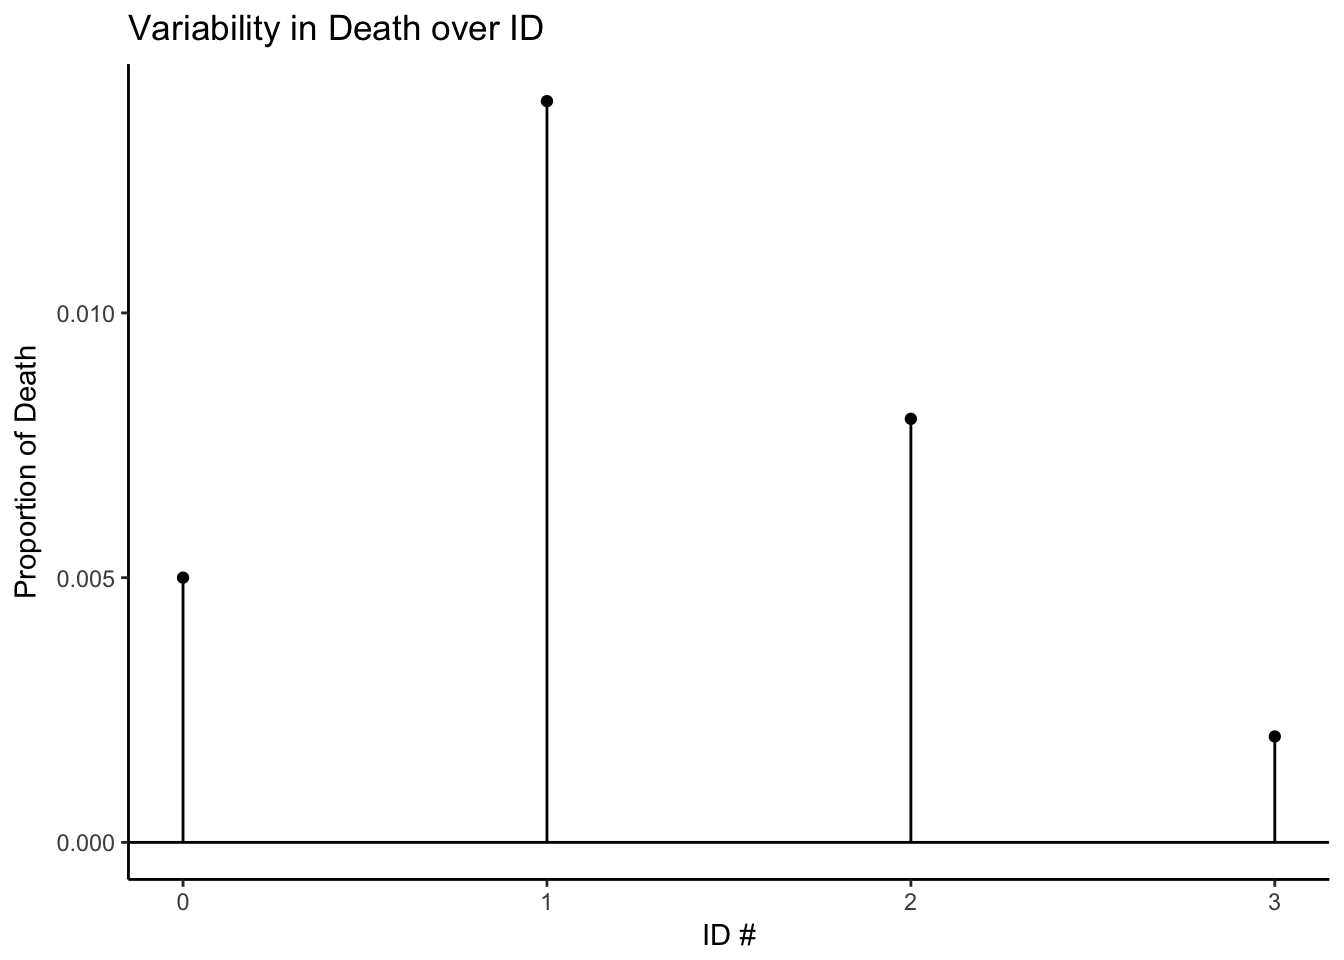 Variability in Death over ID
Proportion of Death
0.010
0.005
0.000
0
1
2
3
ID #